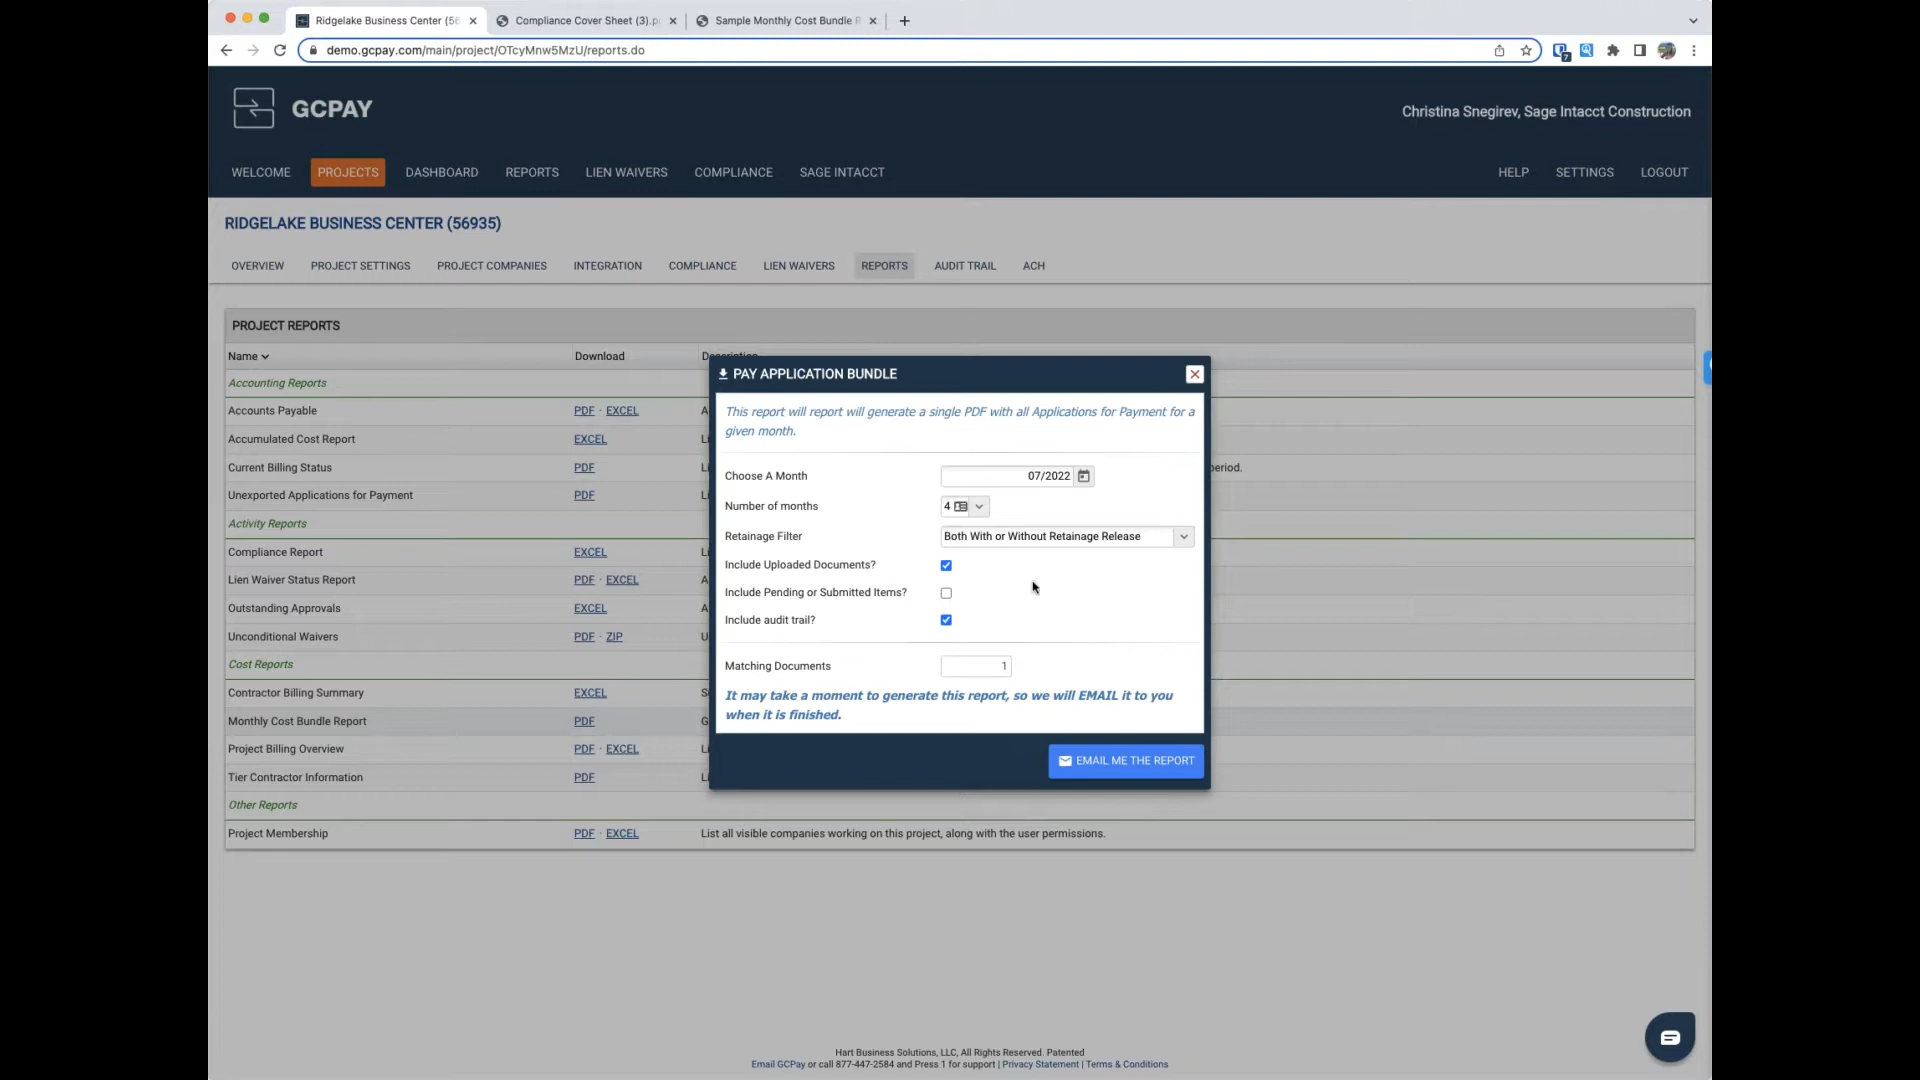 Ridgelake Business Center (56
Compliance Cover Sheet (3).p
Sample Monthly Cost Bundle R
demo.gcpay.com/main/project/OTcyMnw5MzU/reports.do
7
GCPAY
Christina Snegirev, Sage Intacct Construction
WELCOME PROJECTS DASHBOARD REPORTS LIEN WAIVERS COMPLIANCE SAGE INTACCT HELP SETTINGS LOGOUT
RIDGELAKE BUSINESS CENTER (56935)
OVERVIEW PROJECT SETTINGS PROJECT COMPANIES INTEGRATION COMPLIANCE LIEN WAIVERS REPORTS AUDIT TRAIL ACH
PROJECT REPORTS
Name Download Description
Accounting Reports
Accounts Payable PDF · EXCEL A
Accumulated Cost Report EXCEL Li
Current Billing Status PDF Li eriod.
Unexported Applications for Payment PDF Li
Activity Reports
Compliance Report EXCEL Li
Lien Waiver Status Report PDF · EXCEL A
Outstanding Approvals EXCEL A
Unconditional Waivers PDF · ZIP U
Cost Reports
Contractor Billing Summary EXCEL S
Monthly Cost Bundle Report PDF G
Project Billing Overview PDF · EXCEL Li
Tier Contractor Information PDF Li
Other Reports
Project Membership PDF · EXCEL List all visible companies working on this project, along with the user permissions.
PAY APPLICATION BUNDLE
This report will report will generate a single PDF with all Applications for Payment for a
given month.
Choose A Month 07/2022
Number of months 4
Retainage Filter Both With or Without Retainage Release
Include Uploaded Documents?
Include Pending or Submitted Items?
Include audit trail?
Matching Documents 1
It may take a moment to generate this report, so we will EMAIL it to you
when it is finished.
EMAIL ME THE REPORT
Hart Business Solutions, LLC, All Rights Reserved. Patented
Email GCPay or call 877-447-2584 and Press 1 for support | Privacy Statement | Terms & Conditions